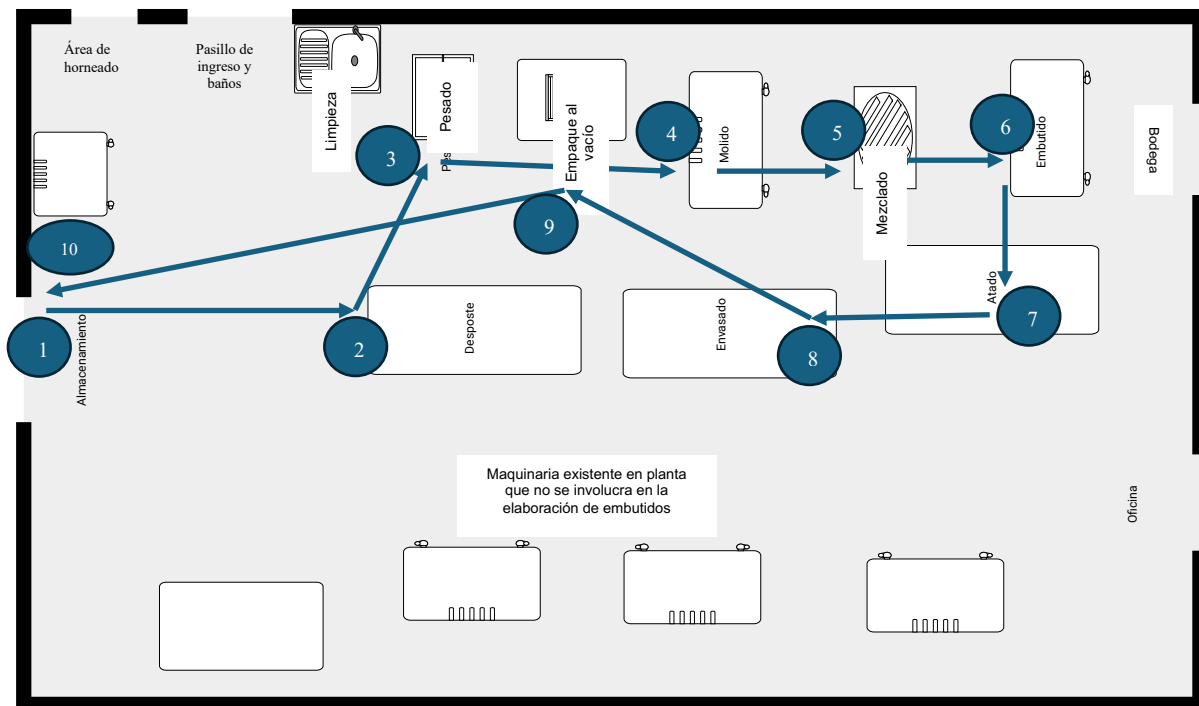 Área de
horneado
Pasillo de
ingreso y
baños
Limpieza
Pesado
Pes
Empaque al
vacío
Molido
Mezclado
Embutido
Bodega
3
4
5
6
9
10
1
Almacenamiento
2
Desposte
Envasado
8
Atado
7
Maquinaria existente en planta
que no se involucra en la
elaboración de embutidos
Oficina